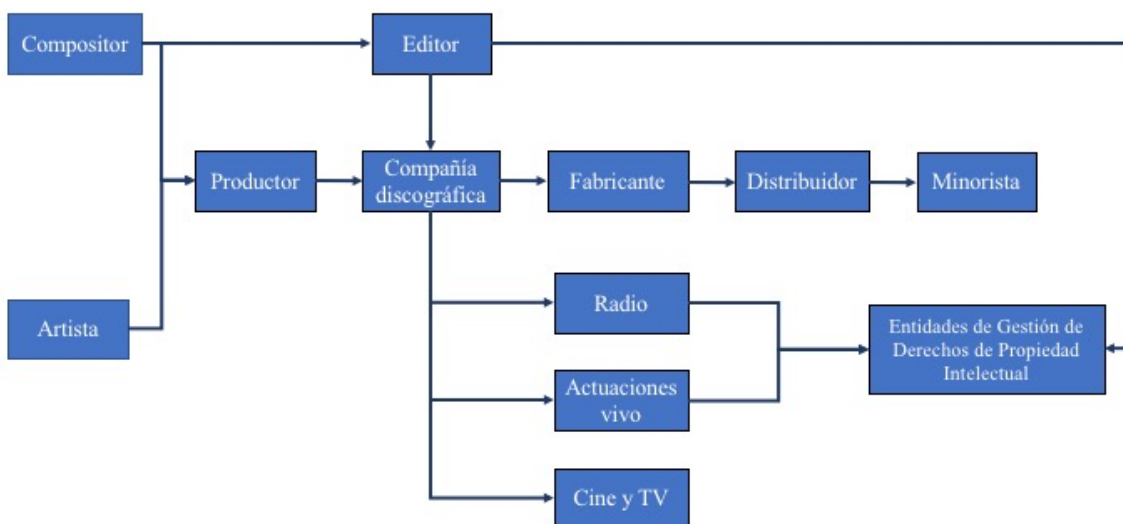 Compositor
Editor
Productor
Compañía
discográfica
Fabricante
Distribuidor
Minorista
Artista
Radio
Entidades de Gestión de
Derechos de Propiedad
Intelectual
Actuaciones
vivo
Cine y TV